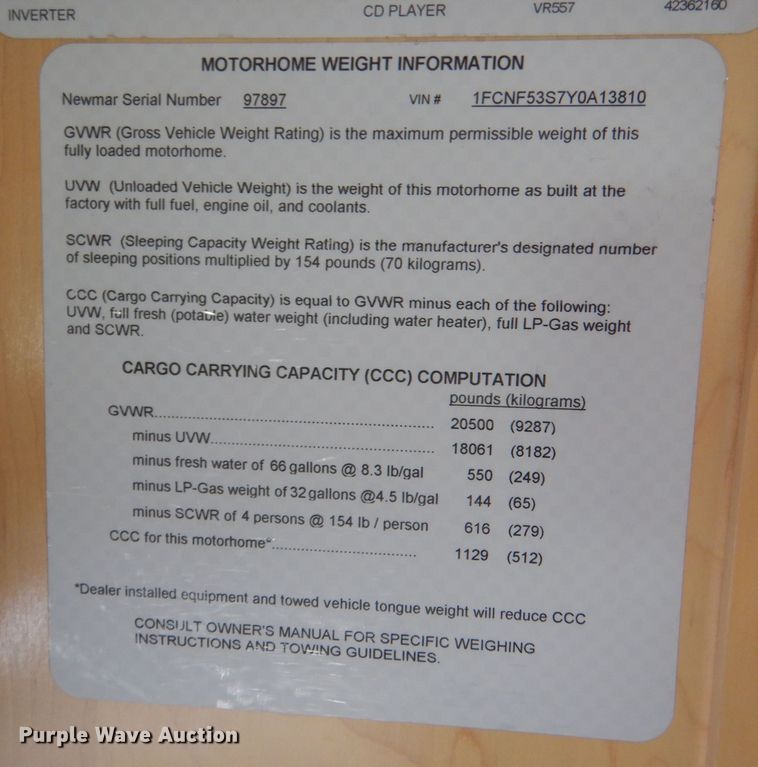 INVERTER CD PLAYER VR557 42362160
MOTORHOME WEIGHT INFORMATION
Newmar Serial Number 97897 VIN # 1FCNF53S7Y0A13810
GVWR (Gross Vehicle Weight Rating) is the maximum permissible weight of this
fully loaded motorhome.
UVW (Unloaded Vehicle Weight) is the weight of this motorhome as built at the
factory with full fuel, engine oil, and coolants.
SCWR (Sleeping Capacity Weight Rating) is the manufacturer's designated number
of sleeping positions multiplied by 154 pounds (70 kilograms).
CCC (Cargo Carrying Capacity) is equal to GVWR minus each of the following:
UVW, full fresh (potable) water weight (including water heater), full LP-Gas weight
and SCWR.
CARGO CARRYING CAPACITY (CCC) COMPUTATION
pounds (kilograms)
GVWR............................................................ 20500 (9287)
minus UVW................................................ 18061 (8182)
minus fresh water of 66 gallons @ 8.3 lb/gal 550 (249)
minus LP-Gas weight of 32 gallons @4.5 lb/gal 144 (65)
minus SCWR of 4 persons @ 154 lb / person 616 (279)
CCC for this motorhome*............................... 1129 (512)
*Dealer installed equipment and towed vehicle tongue weight will reduce CCC
CONSULT OWNER'S MANUAL FOR SPECIFIC WEIGHING
INSTRUCTIONS AND TOWING GUIDELINES.
Purple Wave Auction